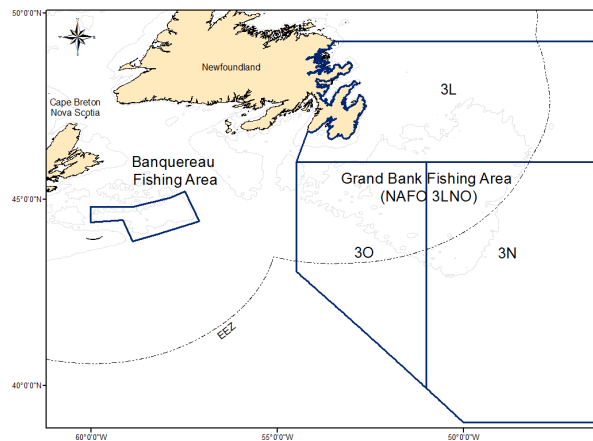 50°0'0"N
Newfoundland
3L
Cape Breton
Nova Scotia
Banquereau
Fishing Area
Grand Bank Fishing Area
(NAFO 3LNO)
45°0'0"N
3O
3N
EEZ
40°0'0"N
60°0'0"W
55°0'0"W
50°0'0"W